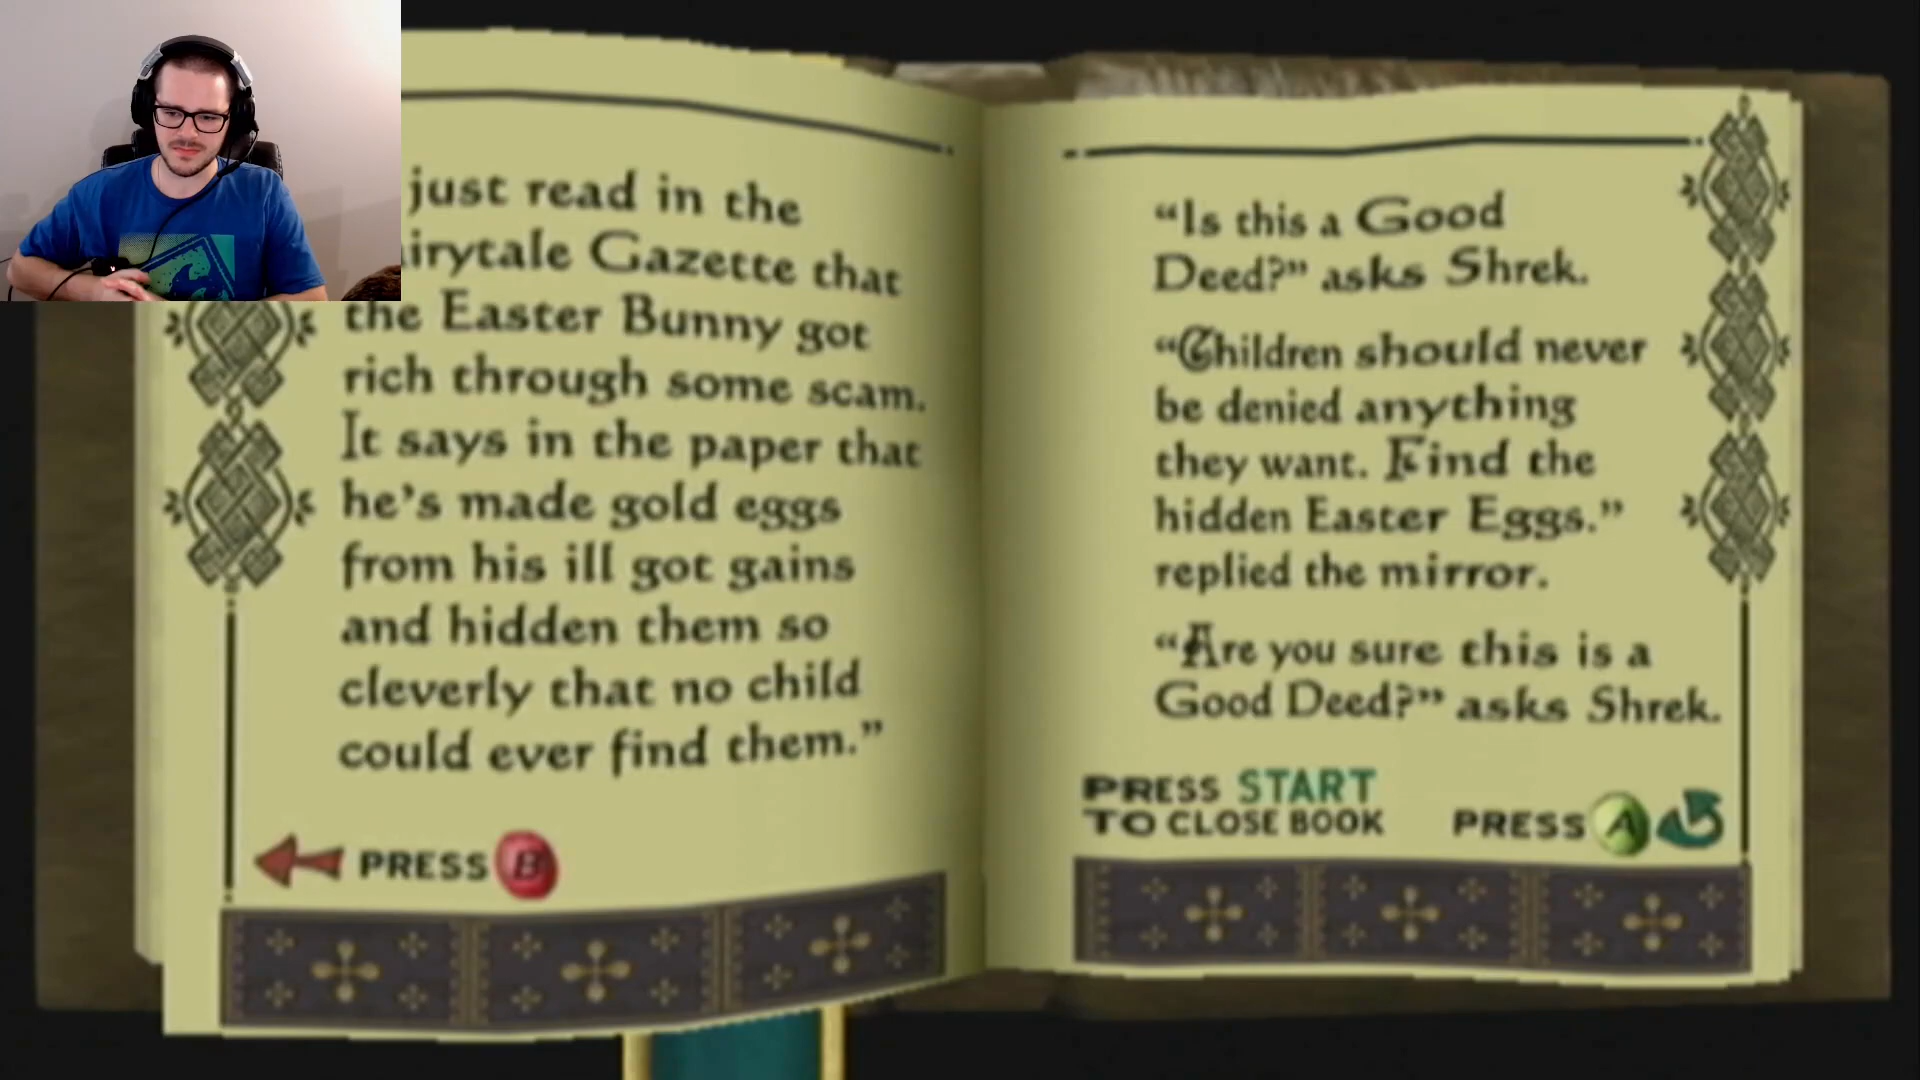 just read in the
irytale Gazette that
the Easter Bunny got
rich through some scam.
It says in the paper that
he's made gold eggs
from his ill got gains
and hidden them so
cleverly that no child
could ever find them.”
PRESS B
“Is this a Good
Deed?” asks Shrek.
“Children should never
be denied anything
they want. Find the
hidden Easter Eggs.”
replied the mirror.
“Are you sure this is a
Good Deed?” asks Shrek.
PRESS START
TO CLOSE BOOK
PRESS A